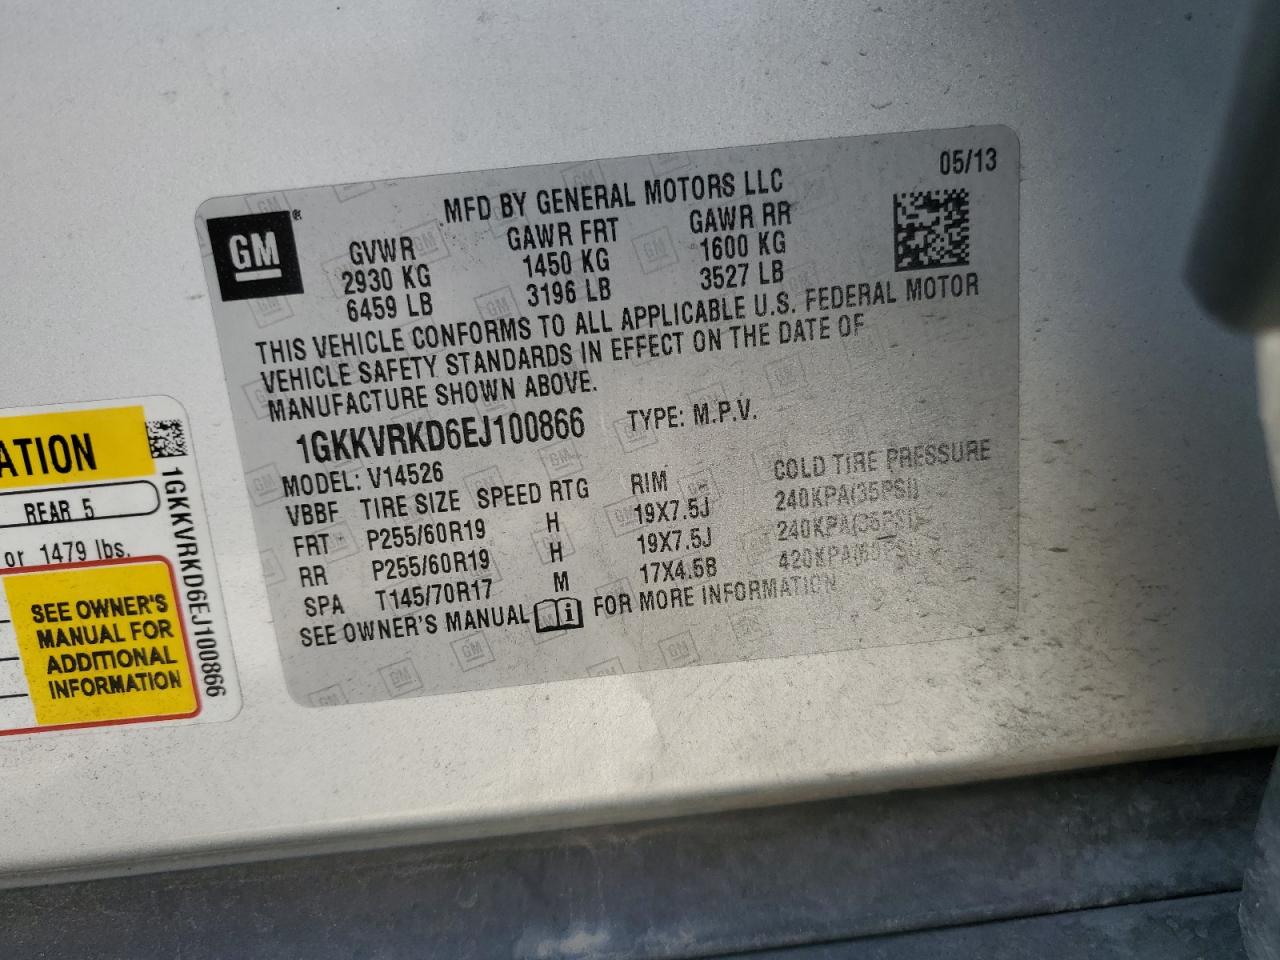 05/13
MFD BY GENERAL MOTORS LLC
GM®
GVWR GAWR FRT GAWR RR
2930 KG 1450 KG 1600 KG
6459 LB 3196 LB 3527 LB
THIS VEHICLE CONFORMS TO ALL APPLICABLE U.S. FEDERAL MOTOR
VEHICLE SAFETY STANDARDS IN EFFECT ON THE DATE OF
MANUFACTURE SHOWN ABOVE.
1GKKVRKD6EJ100866 TYPE: M.P.V.
MODEL: V14526
VBBF TIRE SIZE SPEED RTG RIM COLD TIRE PRESSURE
FRT P255/60R19 H 19X7.5J 240KPA(35PSI)
RR P255/60R19 H 19X7.5J 240KPA(35PSI)
SPA T145/70R17 M 17X4.5B 420KPA(60PSI)
SEE OWNER'S MANUAL FOR MORE INFORMATION
ATION
REAR 5
or 1479 lbs.
SEE OWNER'S
MANUAL FOR
ADDITIONAL
INFORMATION
1GKKVRKD6EJ100866